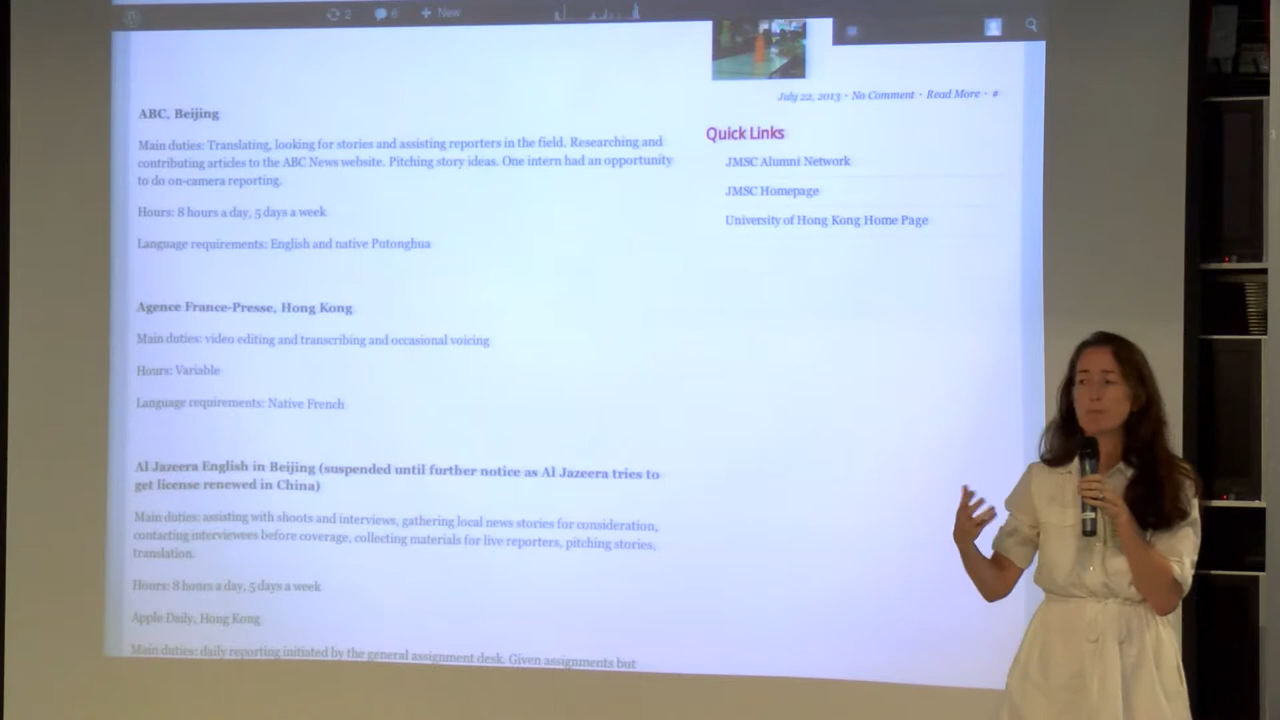 2
6
+ New
July 22, 2013 · No Comment · Read More · #
ABC, Beijing
Main duties: Translating, looking for stories and assisting reporters in the field. Researching and
contributing articles to the ABC News website. Pitching story ideas. One intern had an opportunity
to do on-camera reporting.
Hours: 8 hours a day, 5 days a week
Language requirements: English and native Putonghua
Agence France-Presse, Hong Kong
Main duties: video editing and transcribing and occasional voicing
Hours: Variable
Language requirements: Native French
Al Jazeera English in Beijing (suspended until further notice as Al Jazeera tries to
get license renewed in China)
Main duties: assisting with shoots and interviews, gathering local news stories for consideration,
contacting interviewees before coverage, collecting materials for live reporters, pitching stories,
translation.
Hours: 8 hours a day, 5 days a week
Apple Daily, Hong Kong
Main duties: daily reporting initiated by the general assignment desk. Given assignments but
Quick Links
JMSC Alumni Network
JMSC Homepage
University of Hong Kong Home Page